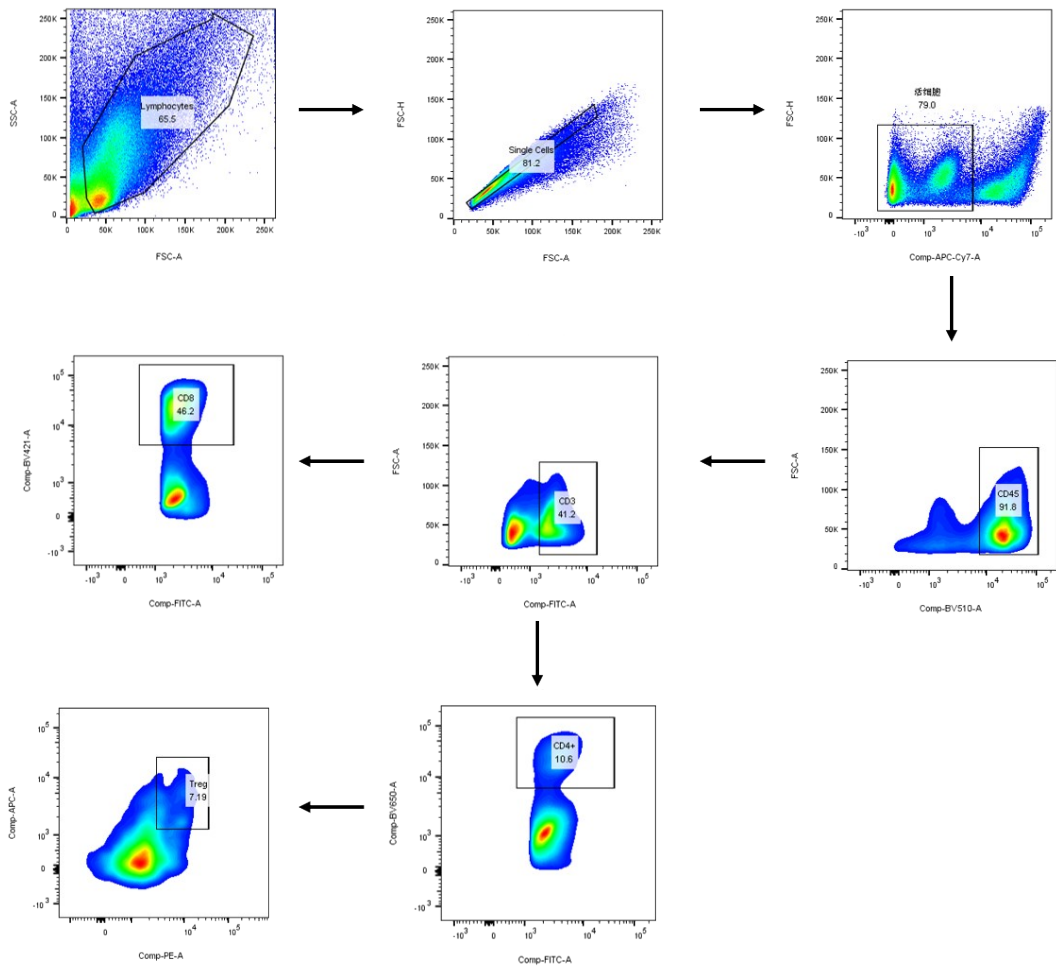 250K
200K
150K
100K
50K
0
SSC-A
Lymphocytes
65.5
0
50K
100K
150K
200K
250K
FSC-A
250K
200K
150K
100K
50K
0
FSC-H
Single Cells
81.2
0
50K
100K
150K
200K
250K
FSC-A
250K
200K
150K
100K
50K
0
FSC-H
活细胞
79.0
-10^3
0
10^3
10^4
10^5
Comp-APC-Cy7-A
10^5
10^4
10^3
0
-10^3
Comp-BV421-A
CD8
46.2
-10^3
0
10^3
10^4
10^5
Comp-FITC-A
250K
200K
150K
100K
50K
0
FSC-A
CD3
41.2
-10^3
0
10^3
10^4
10^5
Comp-FITC-A
250K
200K
150K
100K
50K
0
FSC-A
CD45
91.8
-10^3
0
10^3
10^4
10^5
Comp-BV510-A
10^5
10^4
10^3
0
-10^3
Comp-APC-A
Treg
7.19
0
10^3
10^4
10^5
Comp-PE-A
10^5
10^4
10^3
0
-10^3
Comp-BV650-A
CD4+
10.6
-10^3
0
10^3
10^4
10^5
Comp-FITC-A